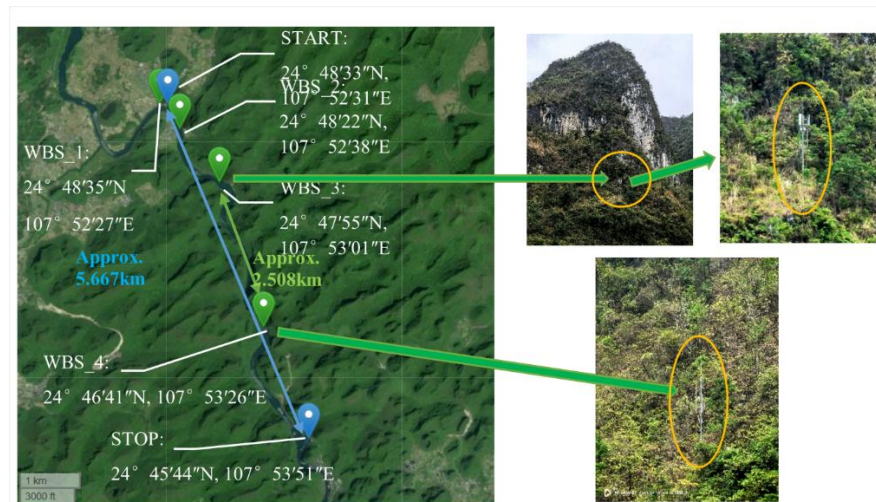 START:
24° 48′33″N,
107° 52′31″E
WBS_2:
24° 48′22″N,
107° 52′38″E
WBS_1:
24° 48′35″N
107° 52′27″E
WBS_3:
24° 47′55″N,
107° 53′01″E
Approx.
5.667km
Approx.
2.508km
WBS_4:
24° 46′41″N, 107° 53′26″E
STOP:
24° 45′44″N, 107° 53′51″E
1 km
3000 ft